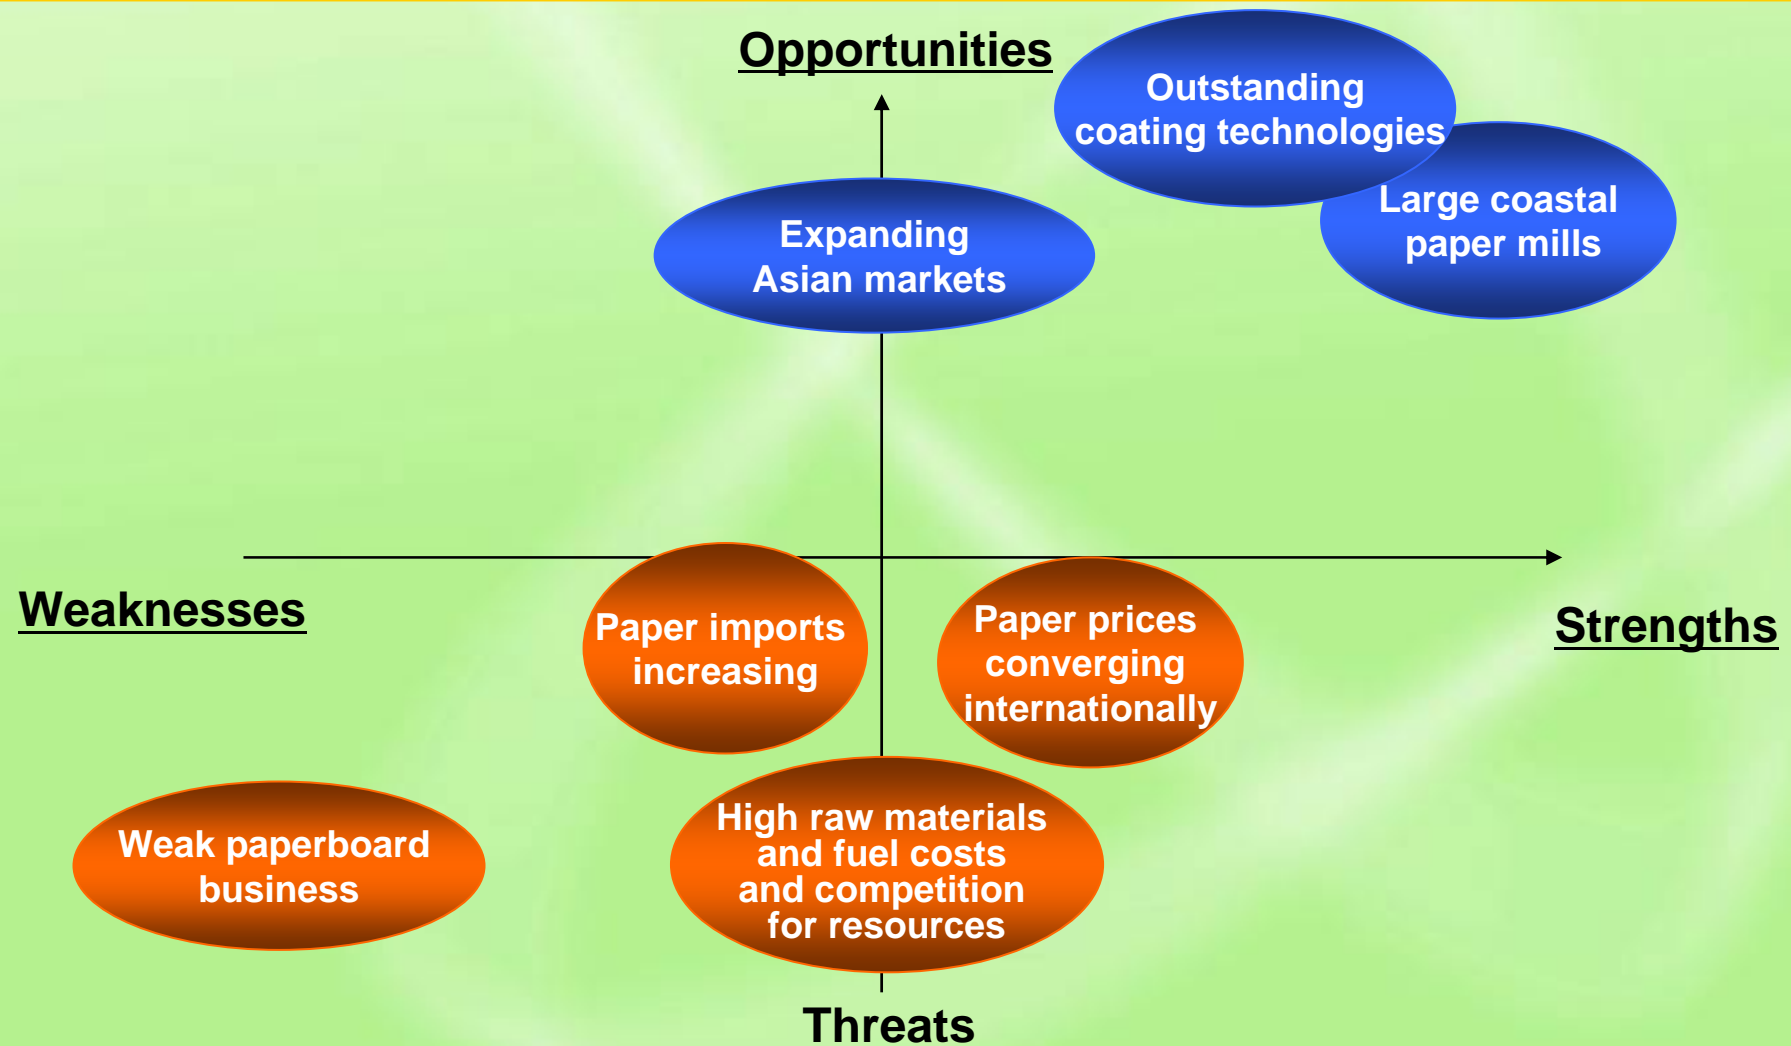 Opportunities
Outstanding
coating technologies
Large coastal
paper mills
Expanding
Asian markets
Weaknesses
Strengths
Paper imports
increasing
Paper prices
converging
internationally
Weak paperboard
business
High raw materials
and fuel costs
and competition
for resources
Threats